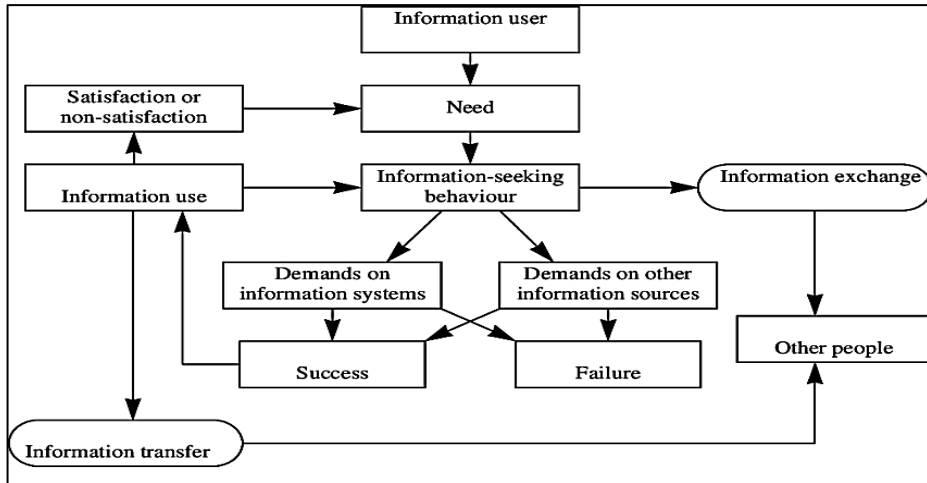 Information user
Satisfaction or
non-satisfaction
Need
Information use
Information-seeking
behaviour
Information exchange
Demands on
information systems
Demands on other
information sources
Success
Failure
Other people
Information transfer